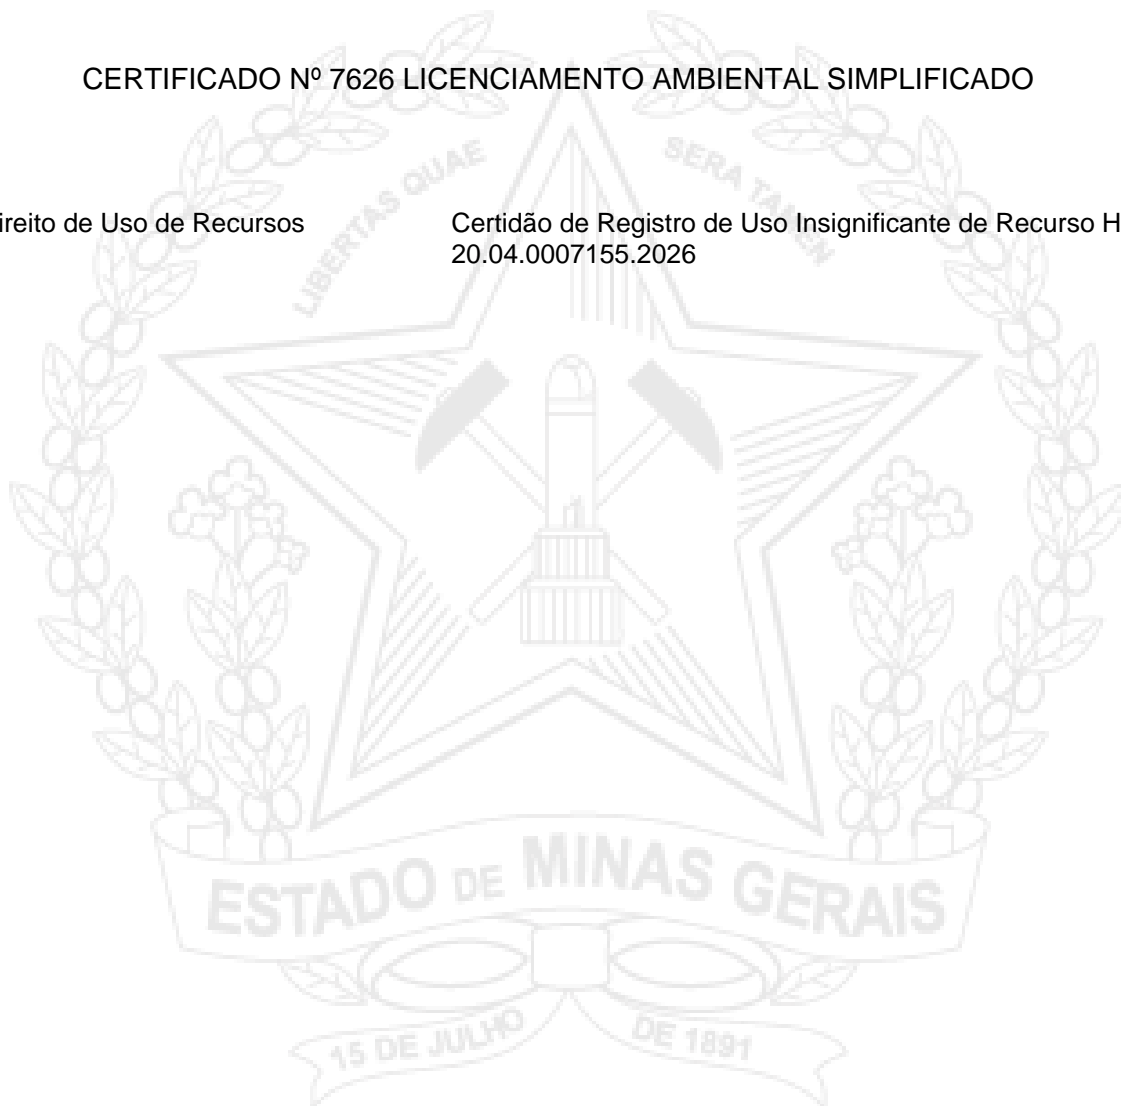 CERTIFICADO Nº 7626 LICENCIAMENTO AMBIENTAL SIMPLIFICADO
LIBERTAS QUAE SERA TAMEN
ireito de Uso de Recursos
Certidão de Registro de Uso Insignificante de Recurso H
20.04.0007155.2026
ESTADO DE MINAS GERAIS
15 DE JULHO DE 1891